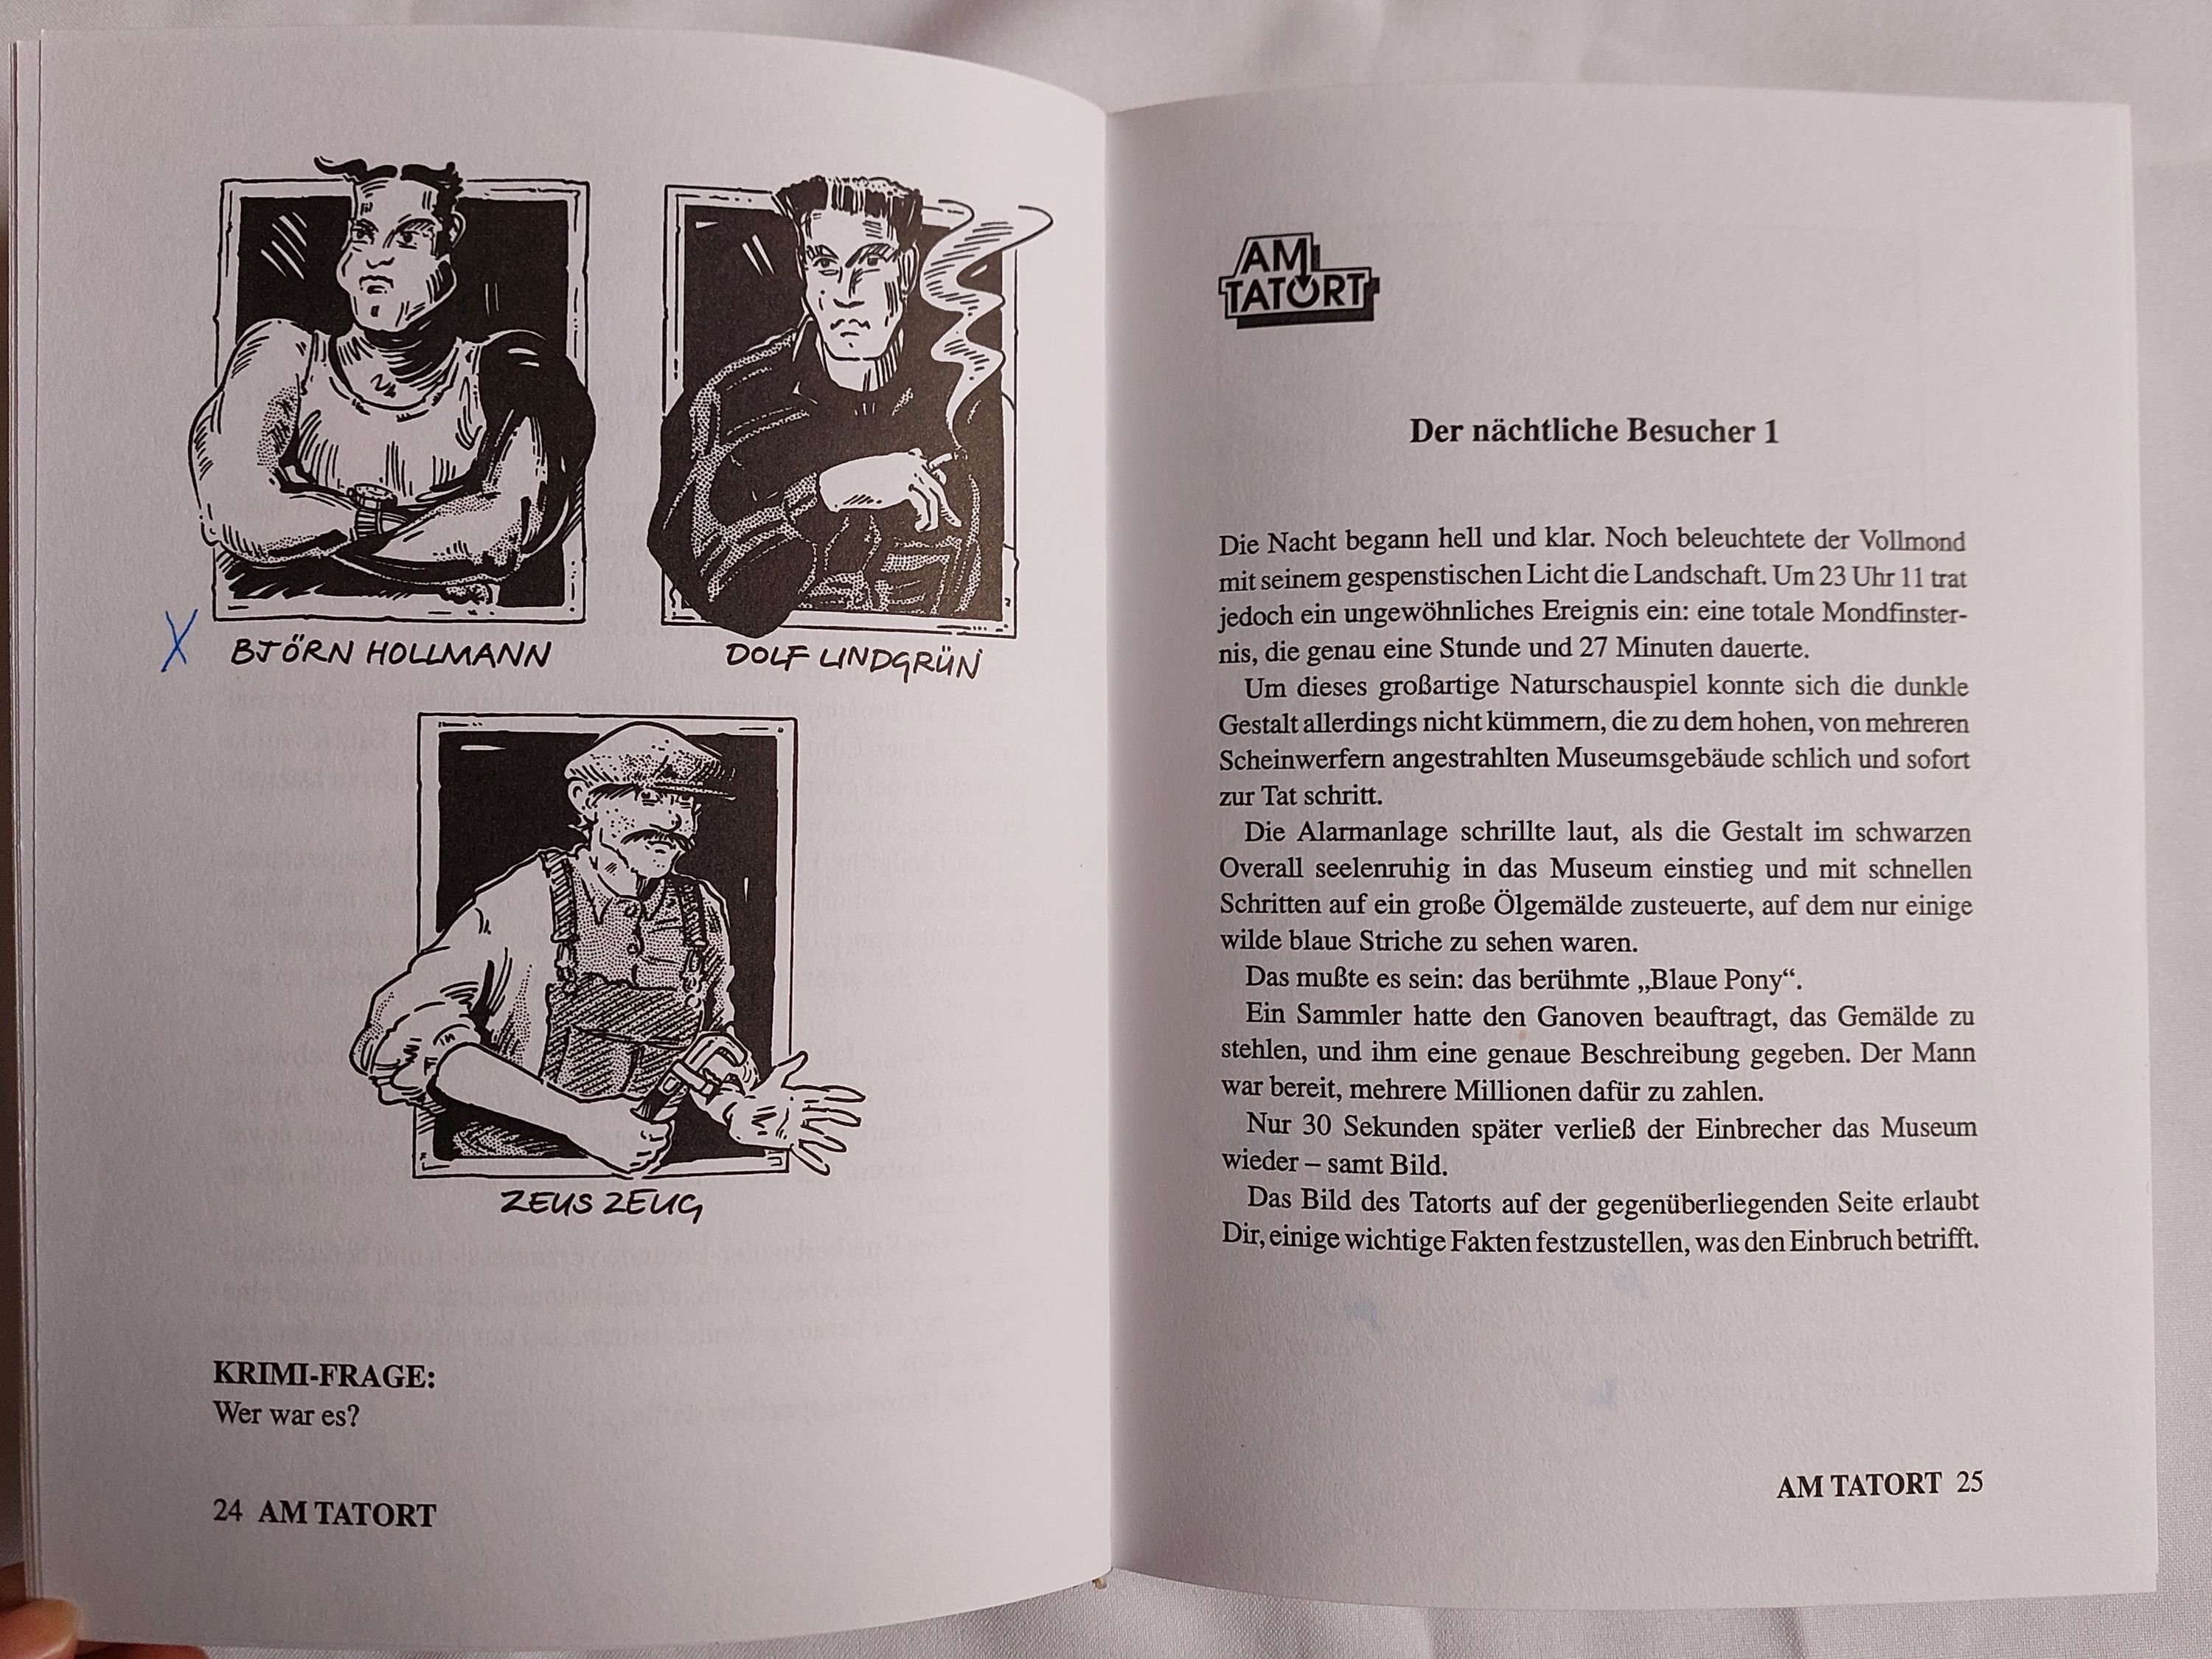 BJÖRN HOLLMANN
DOLF LINDGRÜN
ZEUS ZEUG
KRIMI-FRAGE:
Wer war es?
24 AM TATORT
AM
TATORT
Der nächtliche Besucher 1
Die Nacht begann hell und klar. Noch beleuchtete der Vollmond
mit seinem gespenstischen Licht die Landschaft. Um 23 Uhr 11 trat
jedoch ein ungewöhnliches Ereignis ein: eine totale Mondfinster-
nis, die genau eine Stunde und 27 Minuten dauerte.
Um dieses großartige Naturschauspiel konnte sich die dunkle
Gestalt allerdings nicht kümmern, die zu dem hohen, von mehreren
Scheinwerfern angestrahlten Museumsgebäude schlich und sofort
zur Tat schritt.
Die Alarmanlage schrillte laut, als die Gestalt im schwarzen
Overall seelenruhig in das Museum einstieg und mit schnellen
Schritten auf ein große Ölgemälde zusteuerte, auf dem nur einige
wilde blaue Striche zu sehen waren.
Das mußte es sein: das berühmte „Blaue Pony“.
Ein Sammler hatte den Ganoven beauftragt, das Gemälde zu
stehlen, und ihm eine genaue Beschreibung gegeben. Der Mann
war bereit, mehrere Millionen dafür zu zahlen.
Nur 30 Sekunden später verließ der Einbrecher das Museum
wieder – samt Bild.
Das Bild des Tatorts auf der gegenüberliegenden Seite erlaubt
Dir, einige wichtige Fakten festzustellen, was den Einbruch betrifft.
AM TATORT 25